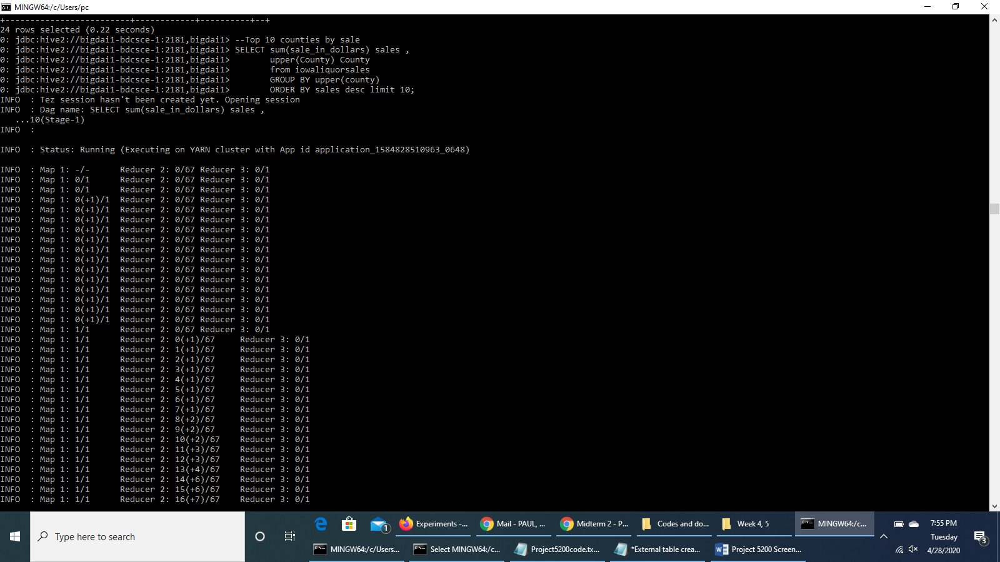 MINGW64:/c/Users/pc
+-------------------------+------------+----------+--+
24 rows selected (0.22 seconds)
0: jdbc:hive2://bigdai1-bdcsce-1:2181,bigdai1> --Top 10 counties by sale
0: jdbc:hive2://bigdai1-bdcsce-1:2181,bigdai1> SELECT sum(sale_in_dollars) sales ,
0: jdbc:hive2://bigdai1-bdcsce-1:2181,bigdai1>        upper(County) County
0: jdbc:hive2://bigdai1-bdcsce-1:2181,bigdai1>        from iowaliquorsales
0: jdbc:hive2://bigdai1-bdcsce-1:2181,bigdai1>        GROUP BY upper(county)
0: jdbc:hive2://bigdai1-bdcsce-1:2181,bigdai1>        ORDER BY sales desc limit 10;
INFO  : Tez session hasn't been created yet. Opening session
INFO  : Dag name: SELECT sum(sale_in_dollars) sales ,
   ...10(Stage-1)
INFO  :
INFO  : Status: Running (Executing on YARN cluster with App id application_1584828510963_0648)
INFO  : Map 1: -/-      Reducer 2: 0/67 Reducer 3: 0/1
INFO  : Map 1: 0/1      Reducer 2: 0/67 Reducer 3: 0/1
INFO  : Map 1: 0/1      Reducer 2: 0/67 Reducer 3: 0/1
INFO  : Map 1: 0(+1)/1  Reducer 2: 0/67 Reducer 3: 0/1
INFO  : Map 1: 0(+1)/1  Reducer 2: 0/67 Reducer 3: 0/1
INFO  : Map 1: 0(+1)/1  Reducer 2: 0/67 Reducer 3: 0/1
INFO  : Map 1: 0(+1)/1  Reducer 2: 0/67 Reducer 3: 0/1
INFO  : Map 1: 0(+1)/1  Reducer 2: 0/67 Reducer 3: 0/1
INFO  : Map 1: 0(+1)/1  Reducer 2: 0/67 Reducer 3: 0/1
INFO  : Map 1: 0(+1)/1  Reducer 2: 0/67 Reducer 3: 0/1
INFO  : Map 1: 0(+1)/1  Reducer 2: 0/67 Reducer 3: 0/1
INFO  : Map 1: 0(+1)/1  Reducer 2: 0/67 Reducer 3: 0/1
INFO  : Map 1: 0(+1)/1  Reducer 2: 0/67 Reducer 3: 0/1
INFO  : Map 1: 0(+1)/1  Reducer 2: 0/67 Reducer 3: 0/1
INFO  : Map 1: 0(+1)/1  Reducer 2: 0/67 Reducer 3: 0/1
INFO  : Map 1: 0(+1)/1  Reducer 2: 0/67 Reducer 3: 0/1
INFO  : Map 1: 1/1      Reducer 2: 0/67 Reducer 3: 0/1
INFO  : Map 1: 1/1      Reducer 2: 0(+1)/67     Reducer 3: 0/1
INFO  : Map 1: 1/1      Reducer 2: 1(+1)/67     Reducer 3: 0/1
INFO  : Map 1: 1/1      Reducer 2: 2(+1)/67     Reducer 3: 0/1
INFO  : Map 1: 1/1      Reducer 2: 3(+1)/67     Reducer 3: 0/1
INFO  : Map 1: 1/1      Reducer 2: 4(+1)/67     Reducer 3: 0/1
INFO  : Map 1: 1/1      Reducer 2: 5(+1)/67     Reducer 3: 0/1
INFO  : Map 1: 1/1      Reducer 2: 6(+1)/67     Reducer 3: 0/1
INFO  : Map 1: 1/1      Reducer 2: 7(+1)/67     Reducer 3: 0/1
INFO  : Map 1: 1/1      Reducer 2: 8(+2)/67     Reducer 3: 0/1
INFO  : Map 1: 1/1      Reducer 2: 9(+2)/67     Reducer 3: 0/1
INFO  : Map 1: 1/1      Reducer 2: 10(+2)/67    Reducer 3: 0/1
INFO  : Map 1: 1/1      Reducer 2: 11(+3)/67    Reducer 3: 0/1
INFO  : Map 1: 1/1      Reducer 2: 12(+3)/67    Reducer 3: 0/1
INFO  : Map 1: 1/1      Reducer 2: 13(+4)/67    Reducer 3: 0/1
INFO  : Map 1: 1/1      Reducer 2: 14(+6)/67    Reducer 3: 0/1
INFO  : Map 1: 1/1      Reducer 2: 15(+6)/67    Reducer 3: 0/1
INFO  : Map 1: 1/1      Reducer 2: 16(+7)/67    Reducer 3: 0/1
Type here to search
1
Experiments -...
Mail - PAUL, ...
Midterm 2 - P...
Codes and do...
Week 4, 5
MINGW64:/c...
MINGW64:/c/Users...
Select MINGW64:/c...
Project5200code.tx...
*External table crea...
Project 5200 Screen...
7:55 PM
Tuesday
4/28/2020
3